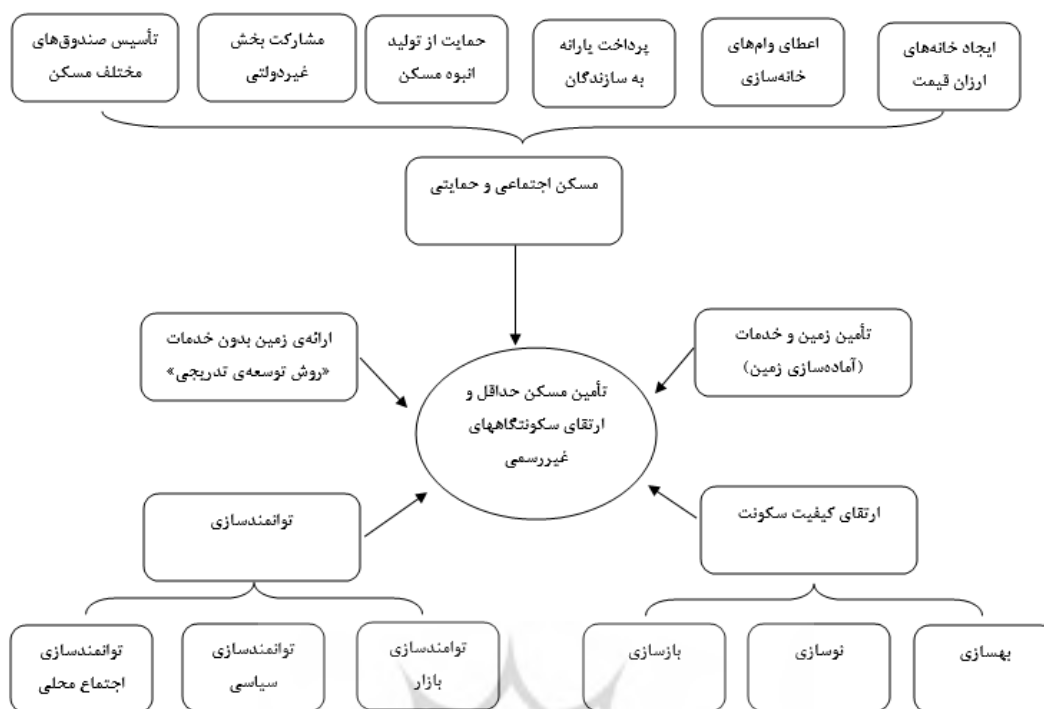 ایجاد خانه‌های
ارزان قیمت
اعطای وام‌های
خانه‌سازی
پرداخت یارانه
به سازندگان
حمایت از تولید
انبوه مسکن
مشارکت بخش
غیردولتی
تأسیس صندوق‌های
مختلف مسکن
مسکن اجتماعی و حمایتی
تأمین زمین و خدمات
(آماده‌سازی زمین)
ارائه‌ی زمین بدون خدمات
«روش توسعه‌ی تدریجی»
تأمین مسکن حداقل و
ارتقای سکونتگاههای
غیررسمی
ارتقای کیفیت سکونت
توانمندسازی
بهسازی
نوسازی
بازسازی
توامندسازی
بازار
توانمندسازی
سیاسی
توانمندسازی
اجتماع محلی